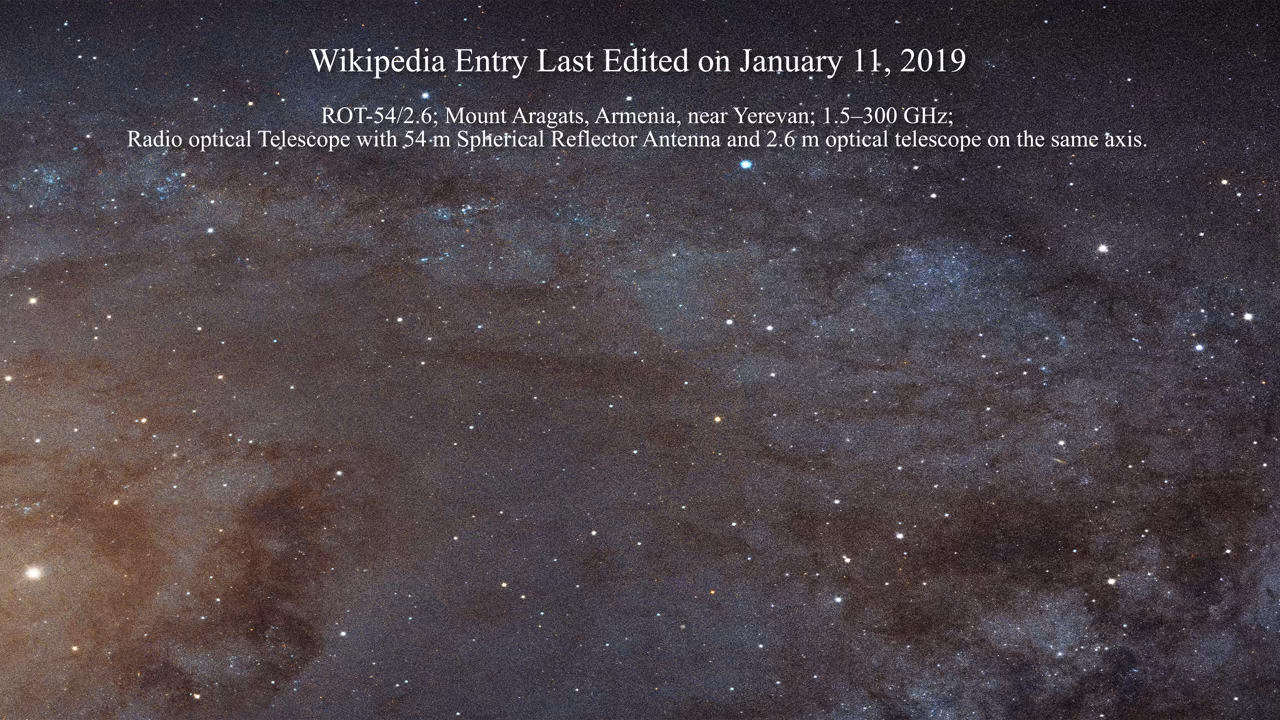 Wikipedia Entry Last Edited on January 11, 2019
ROT-54/2.6; Mount Aragats, Armenia, near Yerevan; 1.5–300 GHz;
Radio optical Telescope with 54-m Spherical Reflector Antenna and 2.6 m optical telescope on the same axis.